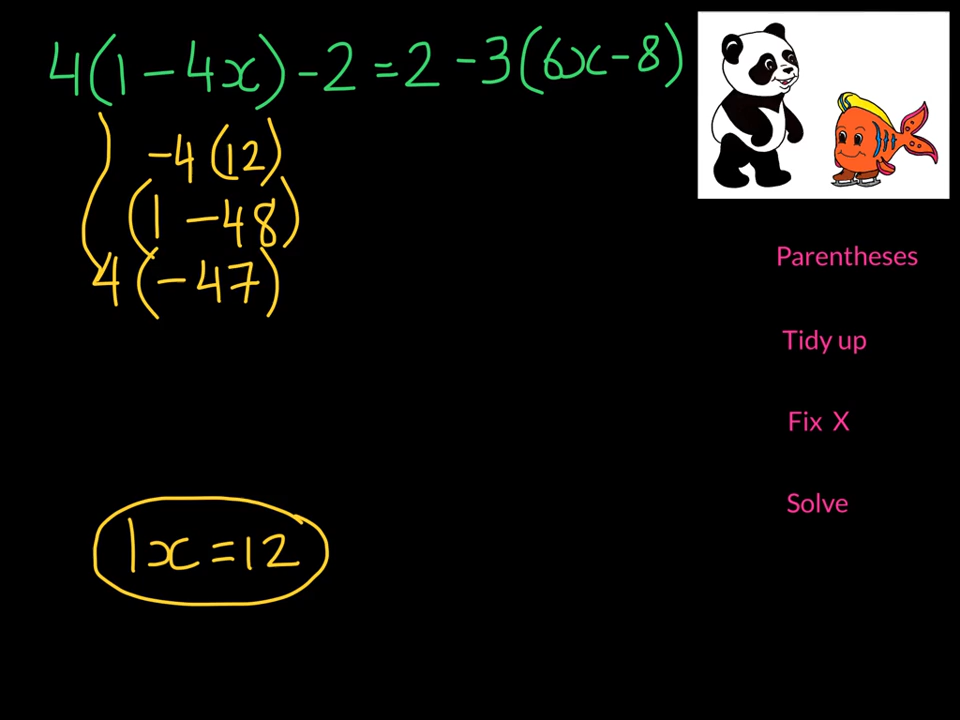 4(1-4x)-2=2-3(6x-8)
-4(12)
(1-48)
4(-47)
1x=12
Parentheses
Tidy up
Fix X
Solve